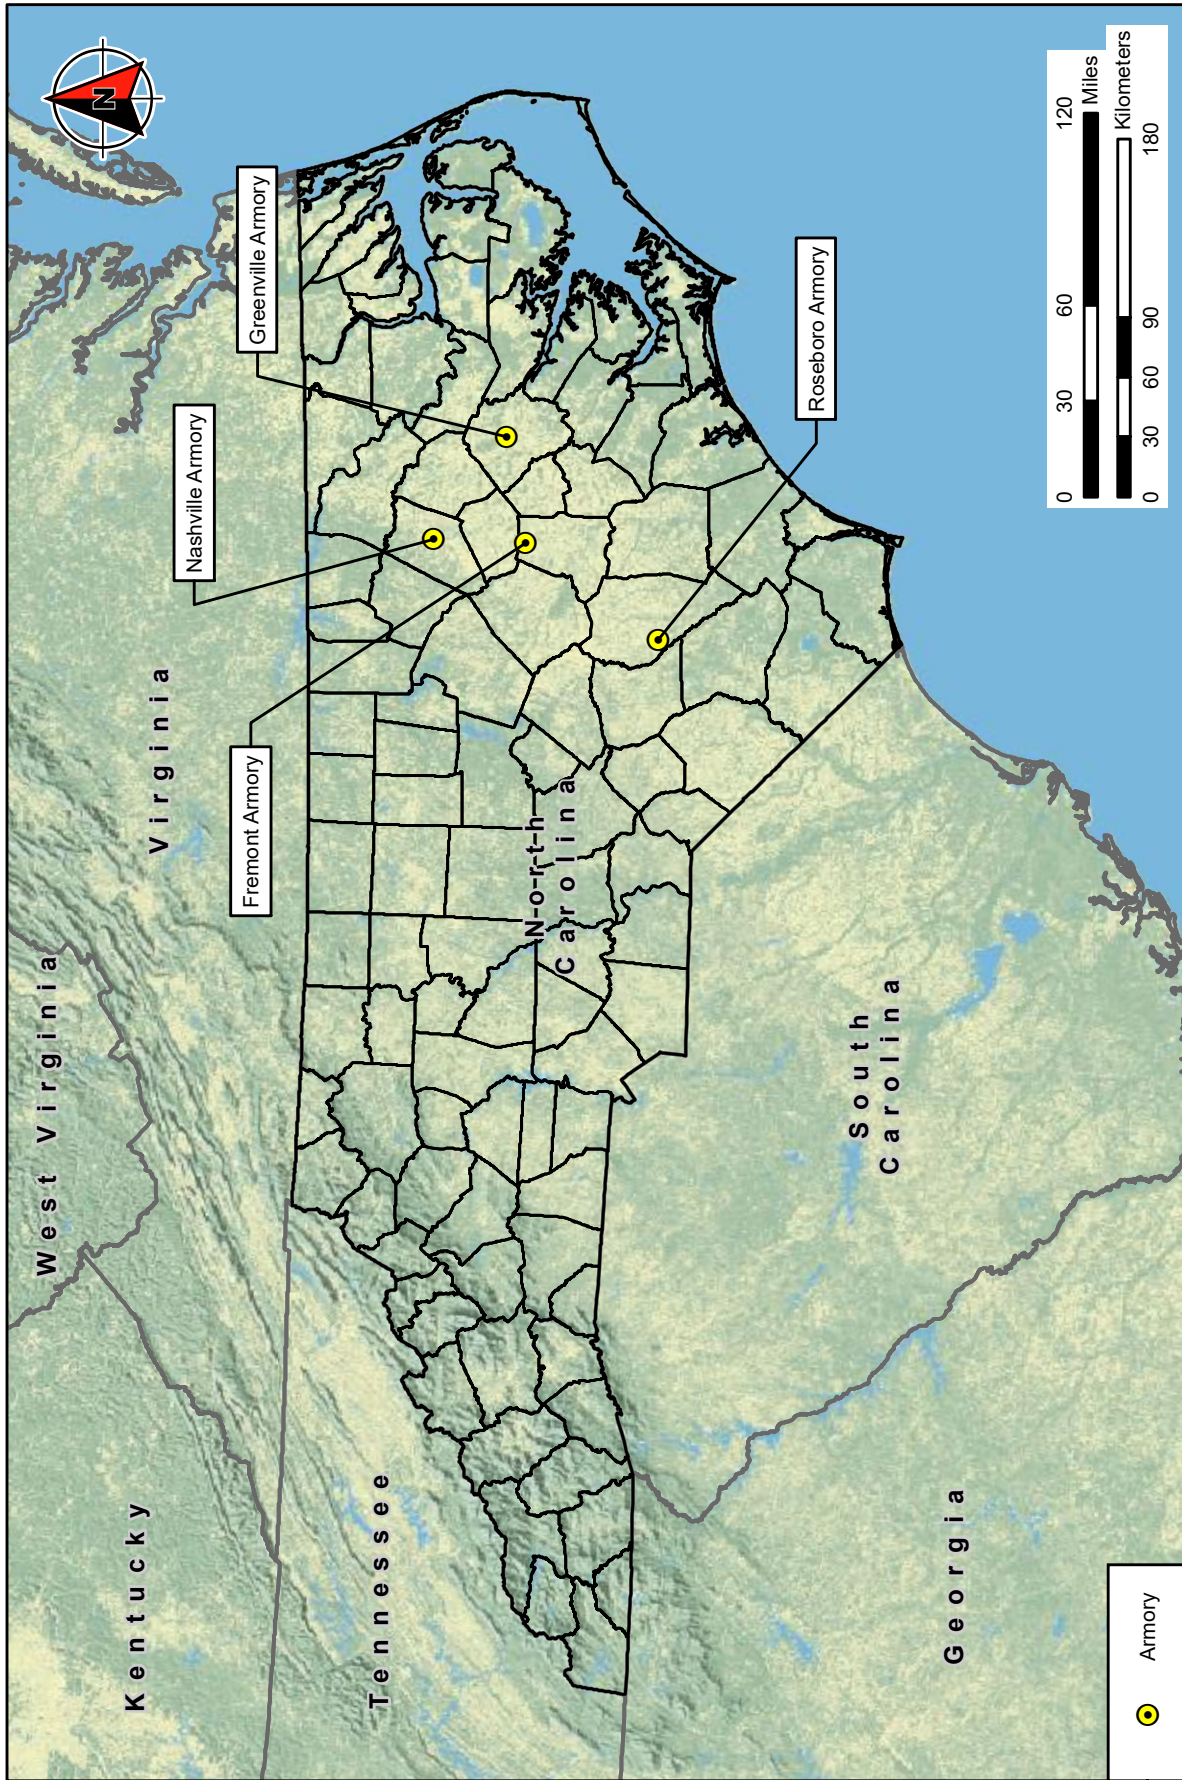 N
West Virginia
Kentucky
Virginia
Tennessee
Nashville Armory
Greenville Armory
Fremont Armory
North
Carolina
Roseboro Armory
South
Carolina
Georgia
0 30 60 120
Miles
Kilometers
0 30 60 90 180
Armory